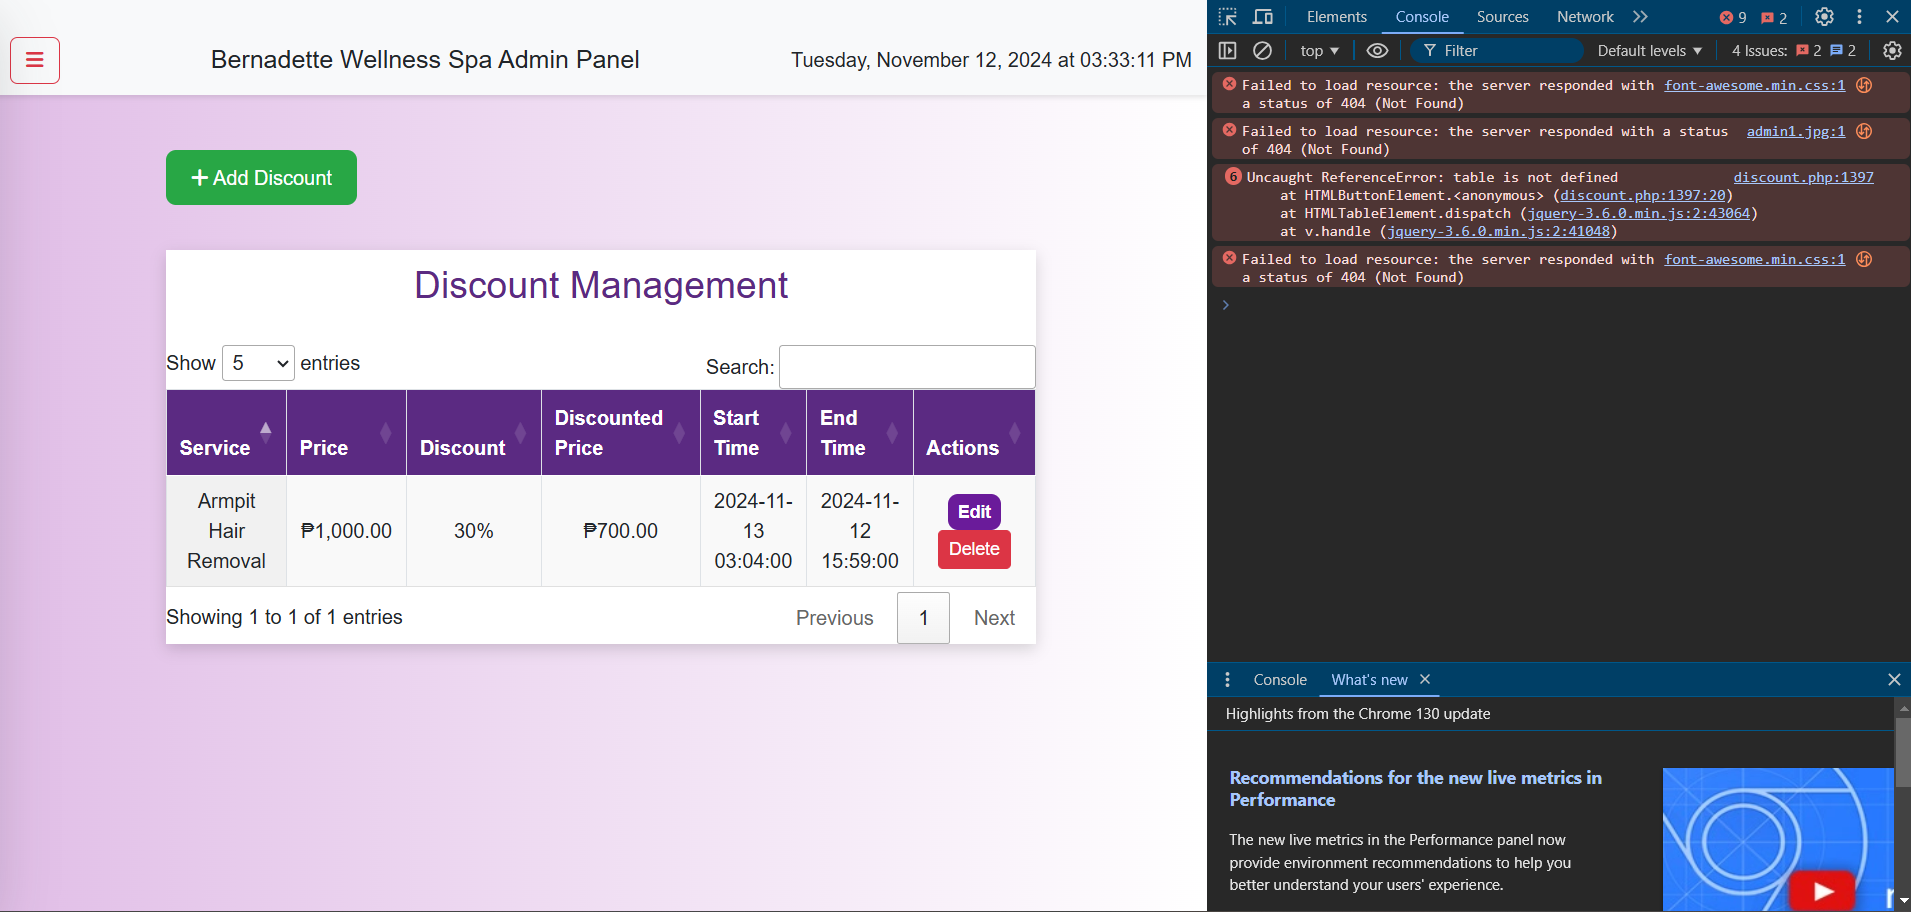 Bernadette Wellness Spa Admin Panel
Tuesday, November 12, 2024 at 03:33:11 PM
+ Add Discount
Discount Management
Show 5 entries
Search:
Service Price Discount Discounted Price Start Time End Time Actions
Armpit Hair Removal ₱1,000.00 30% ₱700.00 2024-11-13 03:04:00 2024-11-12 15:59:00 Edit
Delete
Showing 1 to 1 of 1 entries
Previous 1 Next
Elements Console Sources Network 9 2
top Filter Default levels 4 Issues: 2 2
Failed to load resource: the server responded with font-awesome.min.css:1
a status of 404 (Not Found)
Failed to load resource: the server responded with a status admin1.jpg:1
of 404 (Not Found)
6 Uncaught ReferenceError: table is not defined discount.php:1397
at HTMLButtonElement.<anonymous> (discount.php:1397:20)
at HTMLTableElement.dispatch (jquery-3.6.0.min.js:2:43064)
at v.handle (jquery-3.6.0.min.js:2:41048)
Failed to load resource: the server responded with font-awesome.min.css:1
a status of 404 (Not Found)
Console What's new
Highlights from the Chrome 130 update
Recommendations for the new live metrics in
Performance
The new live metrics in the Performance panel now
provide environment recommendations to help you
better understand your users' experience.